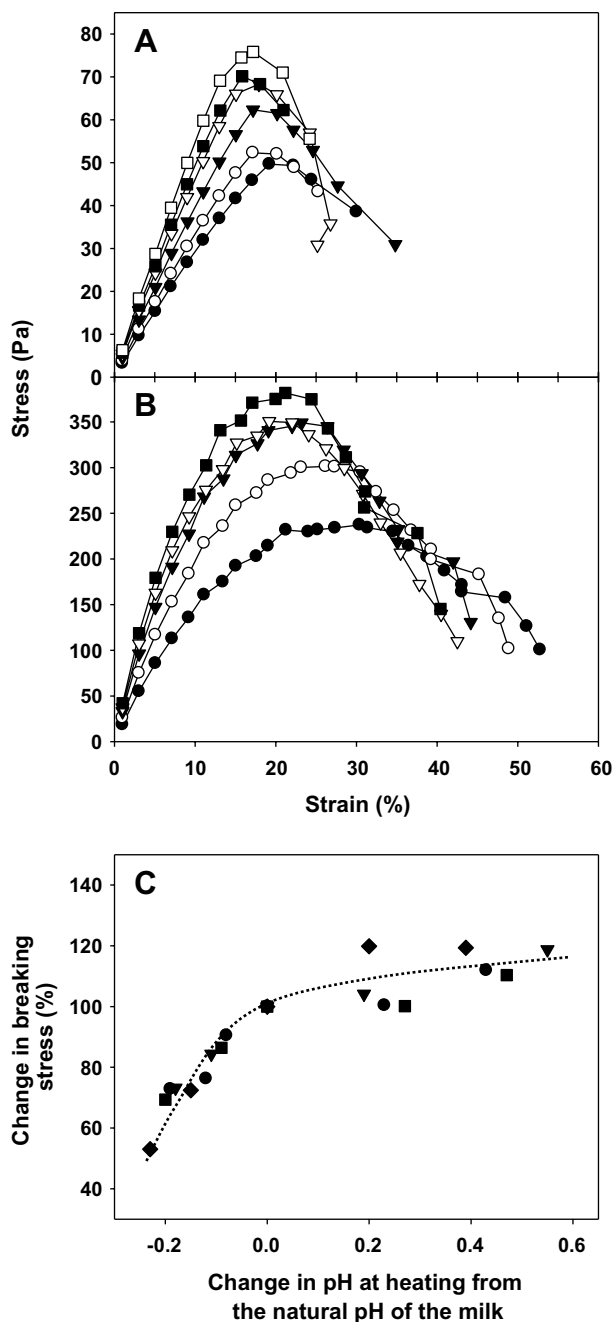 A
80
70
60
50
40
30
20
10
0
Stress (Pa)
B
350
300
250
200
150
100
50
0
0 10 20 30 40 50 60
Strain (%)
C
140
120
100
80
60
40
Change in breaking
stress (%)
-0.2 0.0 0.2 0.4 0.6
Change in pH at heating from
the natural pH of the milk